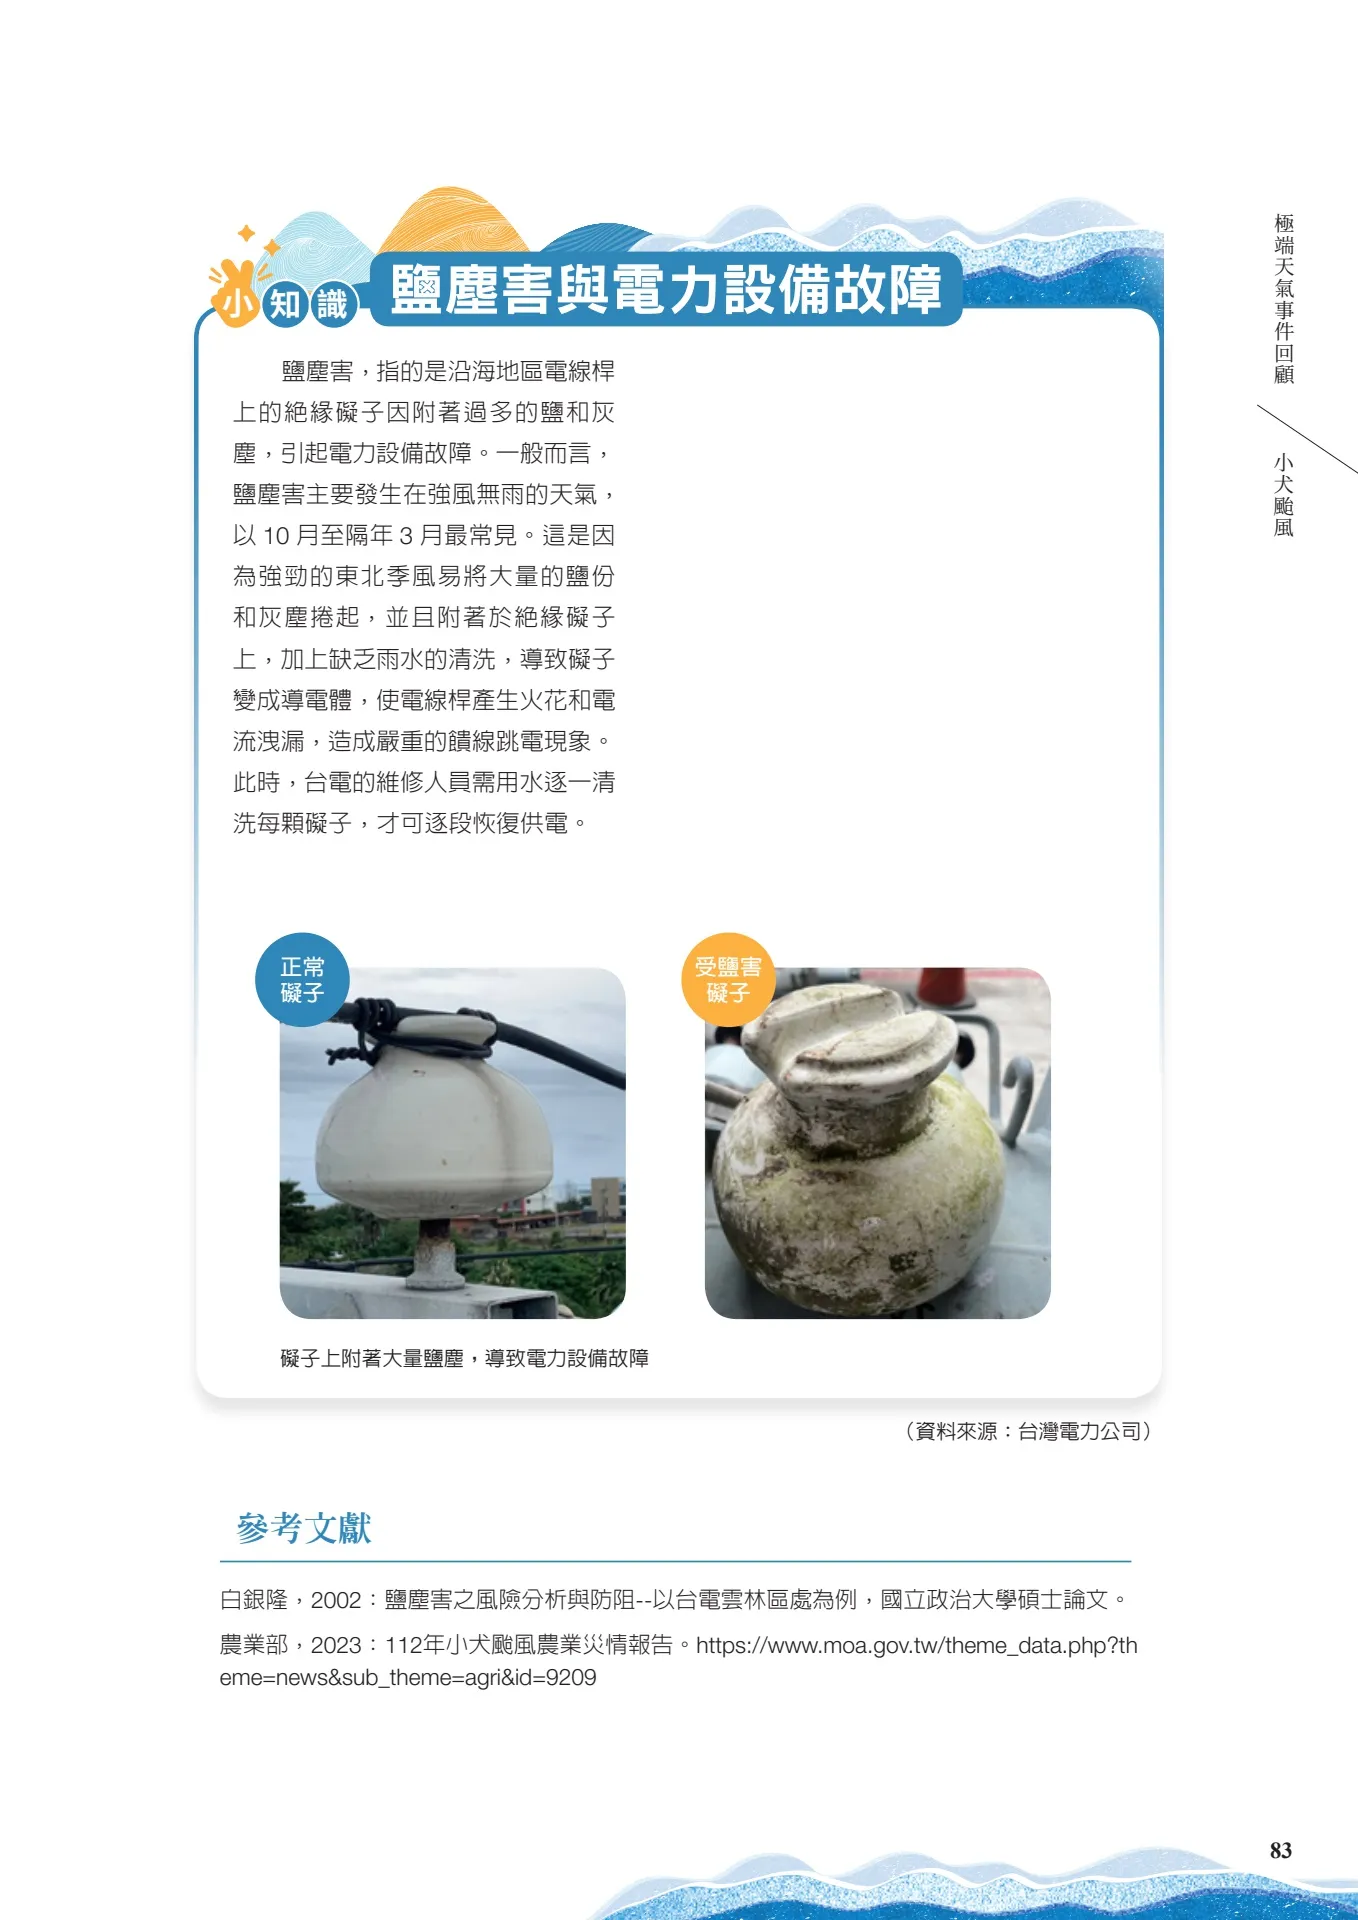 極端天氣事件回顧
小犬颱風
小知識
鹽塵害與電力設備故障
鹽塵害，指的是沿海地區電線桿
上的絕緣礙子因附著過多的鹽和灰
塵，引起電力設備故障。一般而言，
鹽塵害主要發生在強風無雨的天氣，
以 10 月至隔年 3 月最常見。這是因
為強勁的東北季風易將大量的鹽份
和灰塵捲起，並且附著於絕緣礙子
上，加上缺乏雨水的清洗，導致礙子
變成導電體，使電線桿產生火花和電
流洩漏，造成嚴重的饋線跳電現象。
此時，台電的維修人員需用水逐一清
洗每顆礙子，才可逐段恢復供電。
正常
礙子
受鹽害
礙子
礙子上附著大量鹽塵，導致電力設備故障
（資料來源：台灣電力公司）
參考文獻
白銀隆，2002：鹽塵害之風險分析與防阻--以台電雲林區處為例，國立政治大學碩士論文。
農業部，2023：112年小犬颱風農業災情報告。https://www.moa.gov.tw/theme_data.php?th
eme=news&sub_theme=agri&id=9209
83